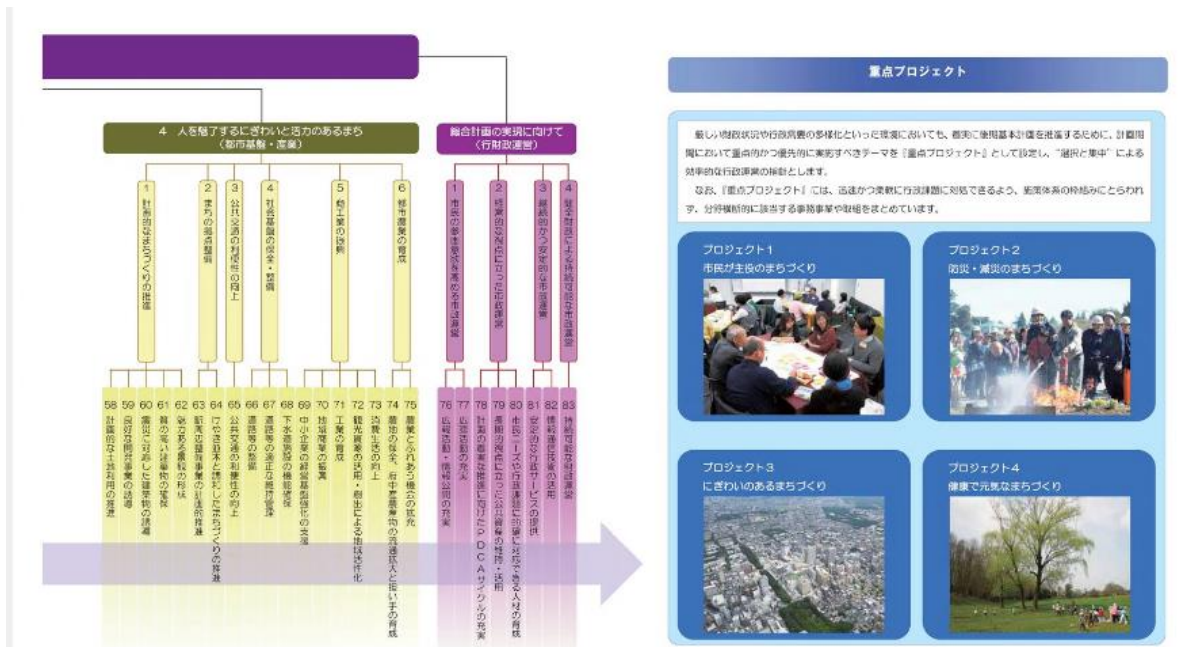 4 人を魅了するにぎわいと活力のあるまち
（都市基盤・産業）
1 計画的なまちづくりの推進
2 まちの拠点整備
3 公共交通の利便性の向上
4 社会基盤の保全・整備
5 商工業の振興
6 都市農業の育成
58 計画的な土地利用の推進
59 良好な開発事業の誘導
60 震災に対応した建築物の誘導
61 質の高い建築物の確保
62 魅力ある景観の形成
63 駅周辺整備事業の計画的推進
64 けやき並木と調和したまちづくりの推進
65 公共交通の利便性の向上
66 道路等の整備
67 道路等の適正な維持管理
68 下水道施設の機能確保
69 中小企業の経営基盤強化の支援
70 地域商業の振興
71 工業の育成
72 観光資源の活用・創出による地域活性化
73 消費生活の向上
74 農地の保全、府中産農産物の流通拡大と担い手の育成
75 農業とふれあう機会の拡充
総合計画の実現に向けて
（行財政運営）
1 市民の参画意欲を高める市政運営
2 経営的な視点に立った市政運営
3 継続的かつ安定的な市政運営
4 健全財政による持続可能な市政運営
76 広報活動・情報公開の充実
77 広聴活動の充実
78 計画の着実な推進に向けたPDCAサイクルの充実
79 長期的視点に立った公共資産の維持・活用
80 市民ニーズや行政課題に的確に対応できる人材の育成
81 安定的な行政サービスの提供
82 情報通信技術の活用
83 持続可能な財政運営
重点プロジェクト
厳しい財政状況や行政需要の多様化といった環境においても、着実に後期基本計画を推進するために、計画期
間において重点的かつ優先的に実施すべきテーマを『重点プロジェクト』として設定し、“選択と集中”による
効率的な行政運営の指針とします。
なお、『重点プロジェクト』には、迅速かつ柔軟に行政課題に対処できるよう、施策体系の枠組みにとらわれ
ず、分野横断的に該当する事務事業や取組をまとめています。
プロジェクト1
市民が主役のまちづくり
プロジェクト2
防災・減災のまちづくり
プロジェクト3
にぎわいのあるまちづくり
プロジェクト4
健康で元気なまちづくり